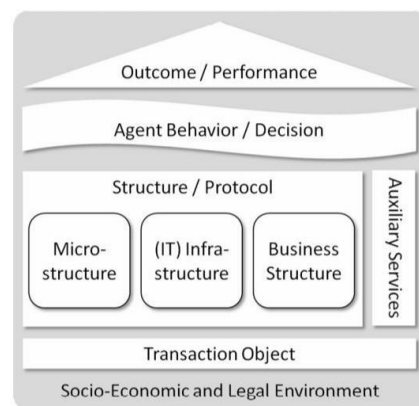 Outcome / Performance
Agent Behavior / Decision
Structure / Protocol
Micro-
structure
(IT) Infra-
structure
Business
Structure
Auxiliary Services
Transaction Object
Socio-Economic and Legal Environment